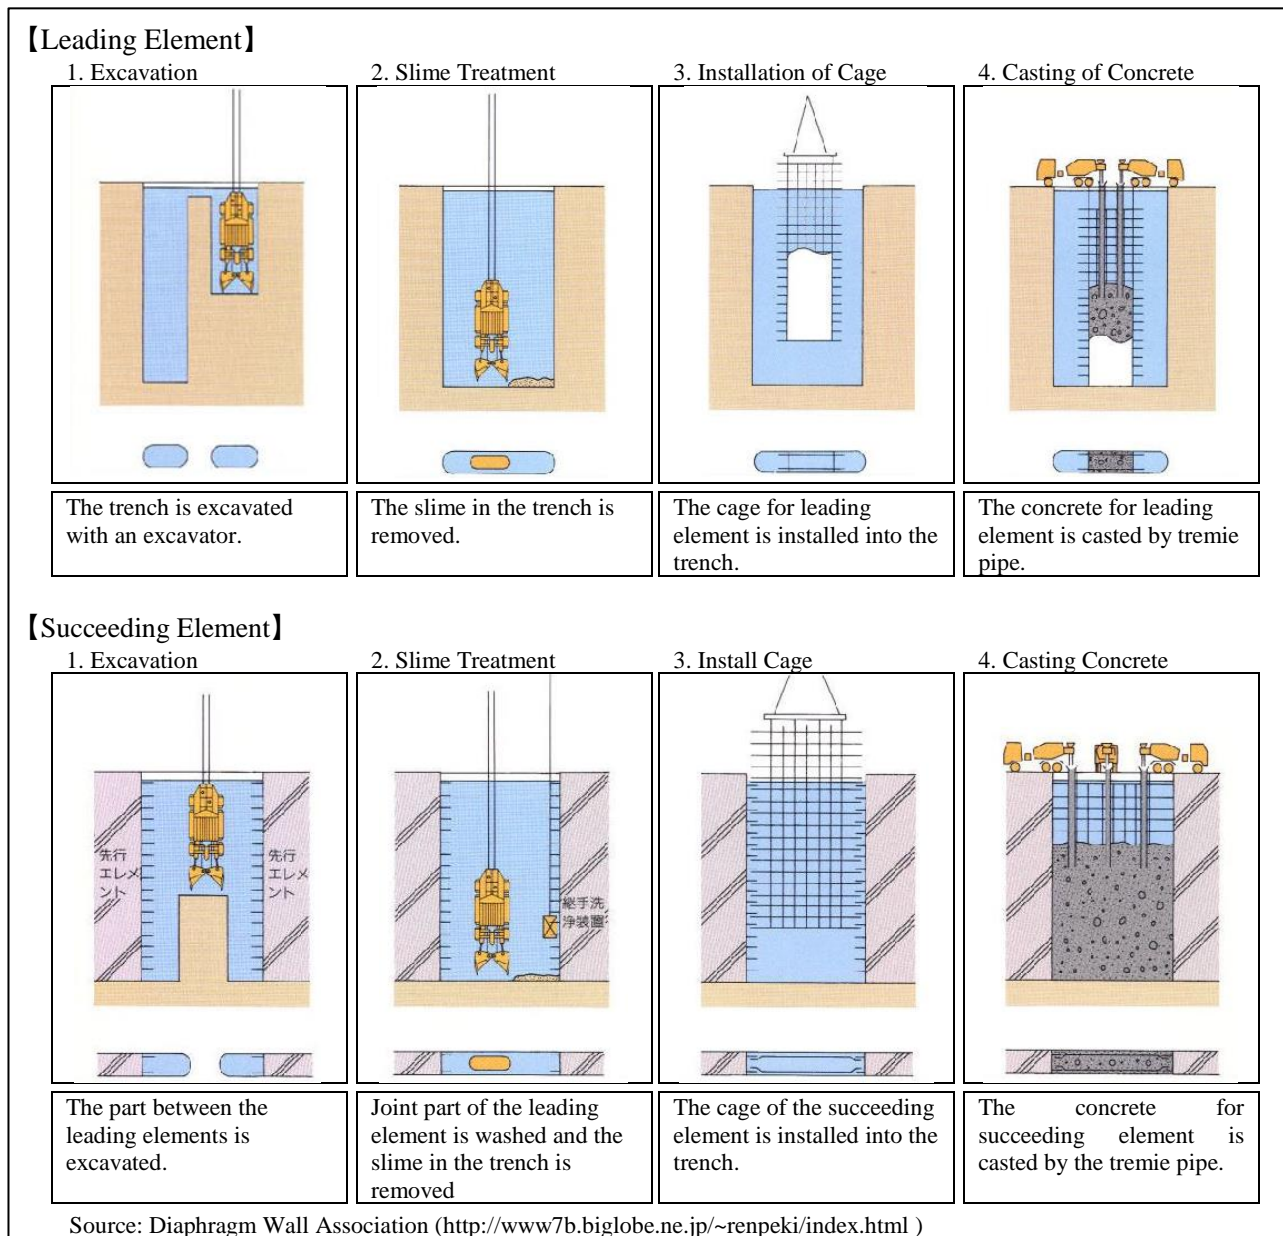 【Leading Element】
1. Excavation
2. Slime Treatment
3. Installation of Cage
4. Casting of Concrete
The trench is excavated
with an excavator.
The slime in the trench is
removed.
The cage for leading
element is installed into the
trench.
The concrete for leading
element is casted by tremie
pipe.
【Succeeding Element】
1. Excavation
2. Slime Treatment
3. Install Cage
4. Casting Concrete
先行
エレメ
ント
先行
エレメ
ント
継手洗
浄装置
The part between the
leading elements is
excavated.
Joint part of the leading
element is washed and the
slime in the trench is
removed
The cage of the succeeding
element is installed into the
trench.
The concrete for
succeeding element is
casted by the tremie pipe.
Source: Diaphragm Wall Association (http://www7b.biglobe.ne.jp/~renpeki/index.html )